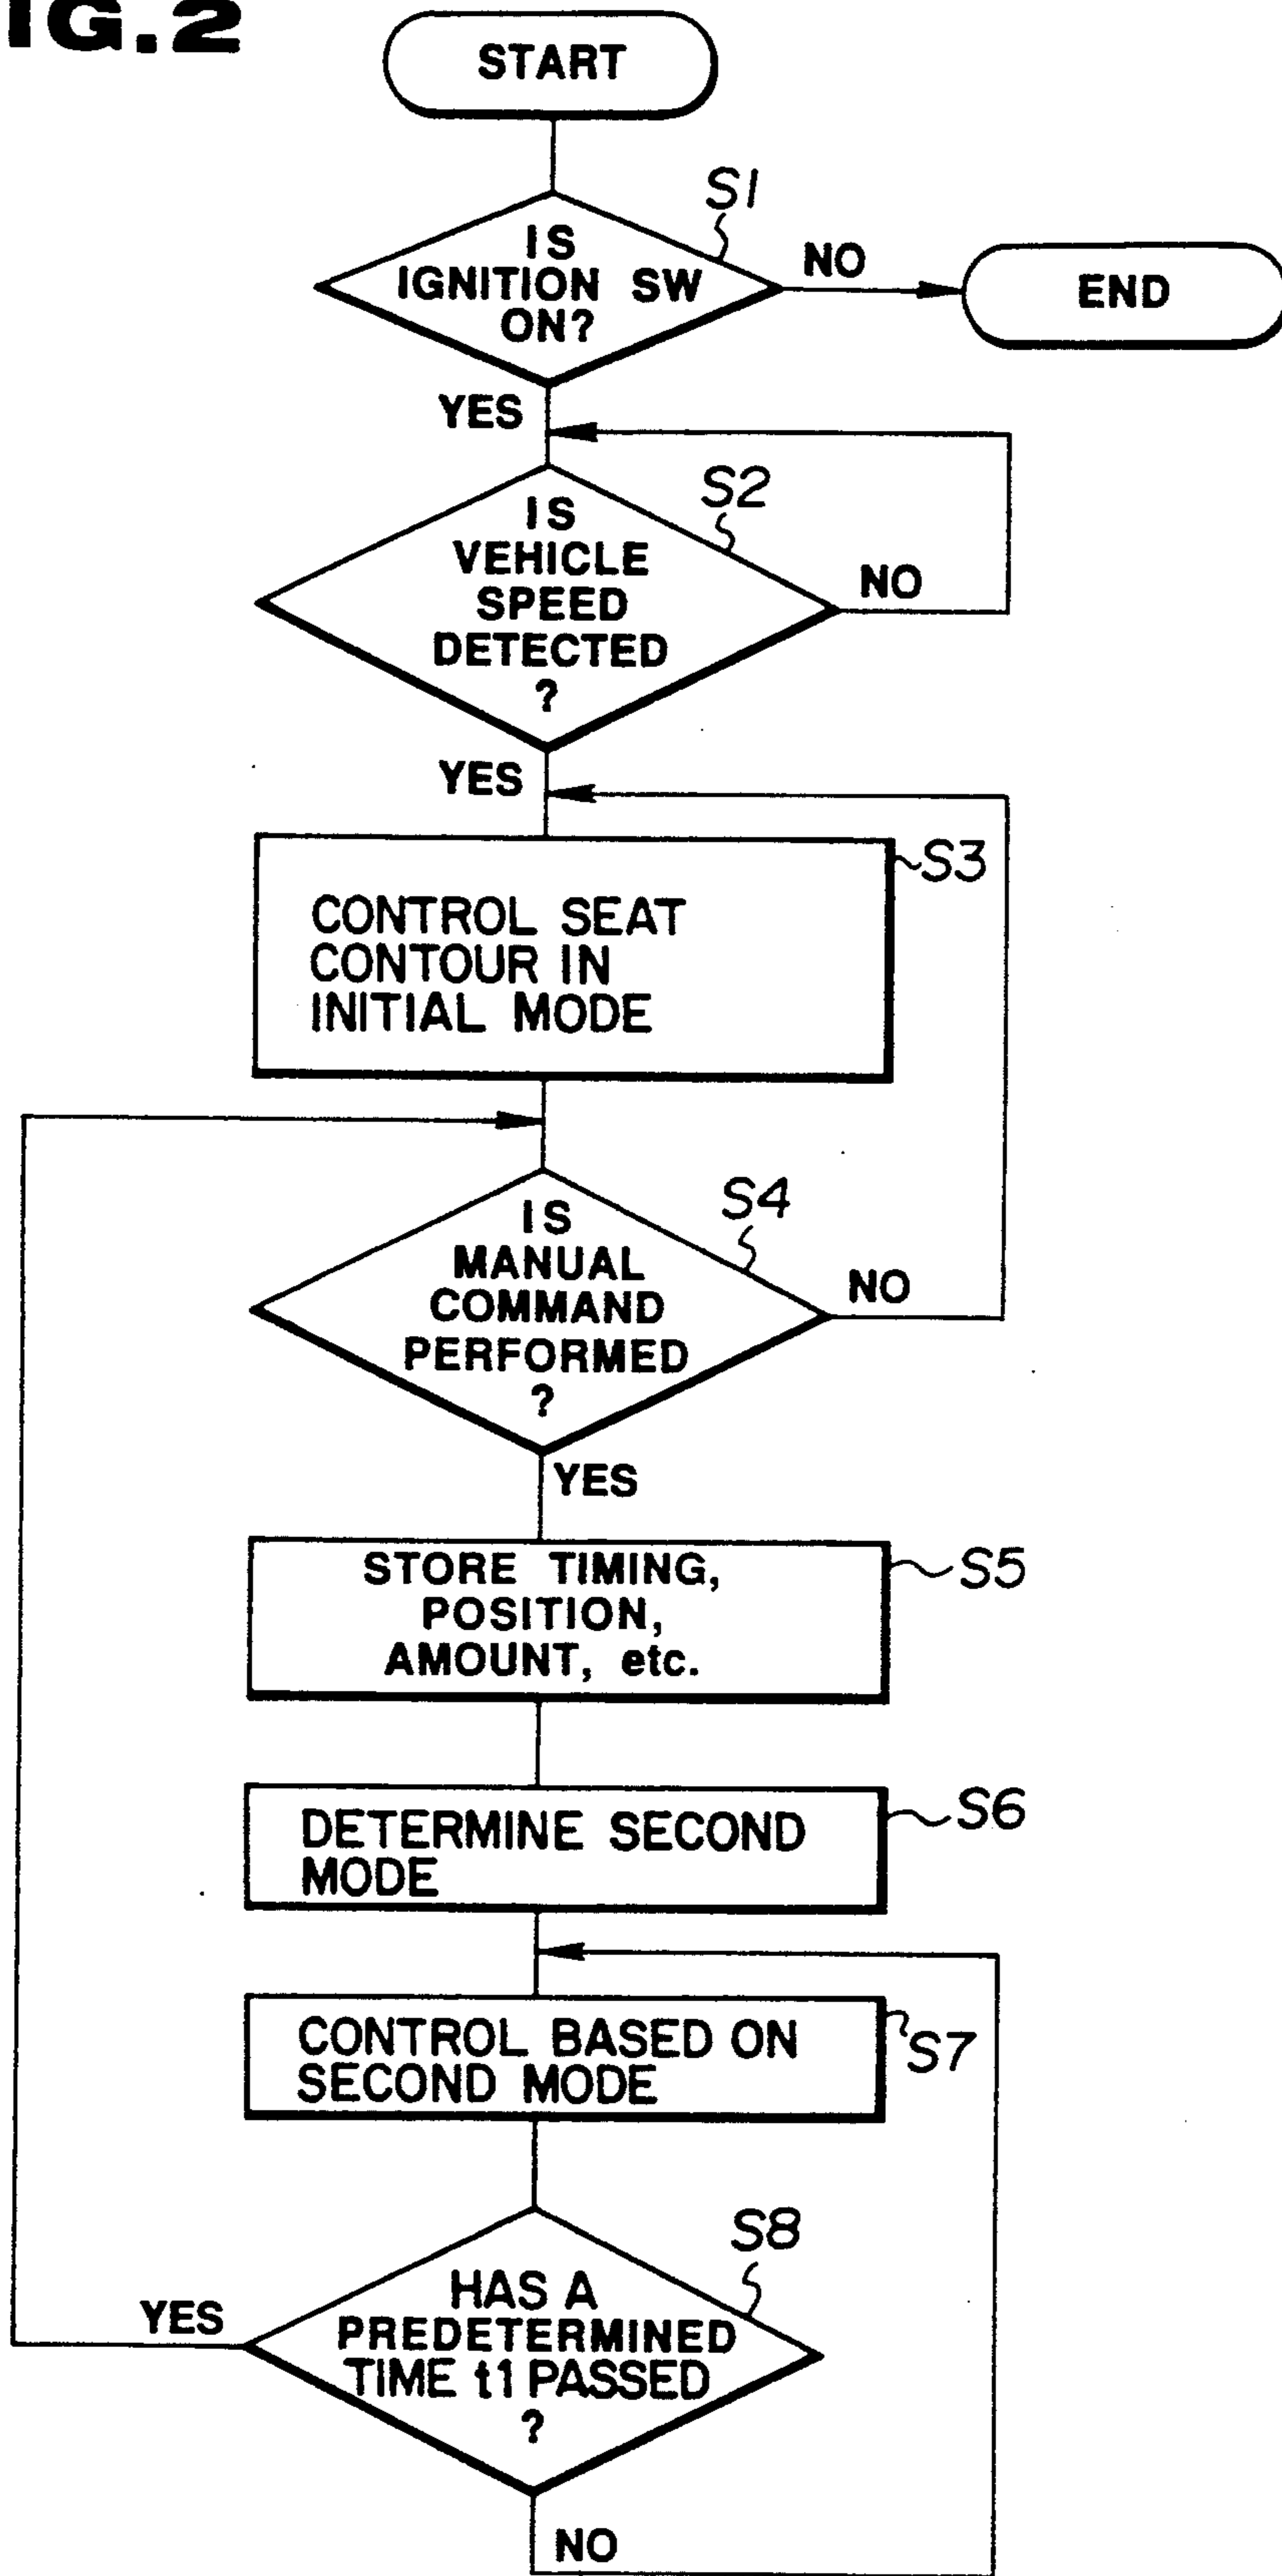 IG.2
START
S1
IS
IGNITION SW
ON?
NO
END
YES
S2
IS
VEHICLE
SPEED
DETECTED
?
NO
YES
S3
CONTROL SEAT
CONTOUR IN
INITIAL MODE
S4
IS
MANUAL
COMMAND
PERFORMED
?
NO
YES
STORE TIMING,
POSITION,
AMOUNT, etc.
S5
DETERMINE SECOND
MODE
S6
CONTROL BASED ON
SECOND MODE
S7
S8
HAS A
PREDETERMINED
TIME t1 PASSED
?
YES
NO